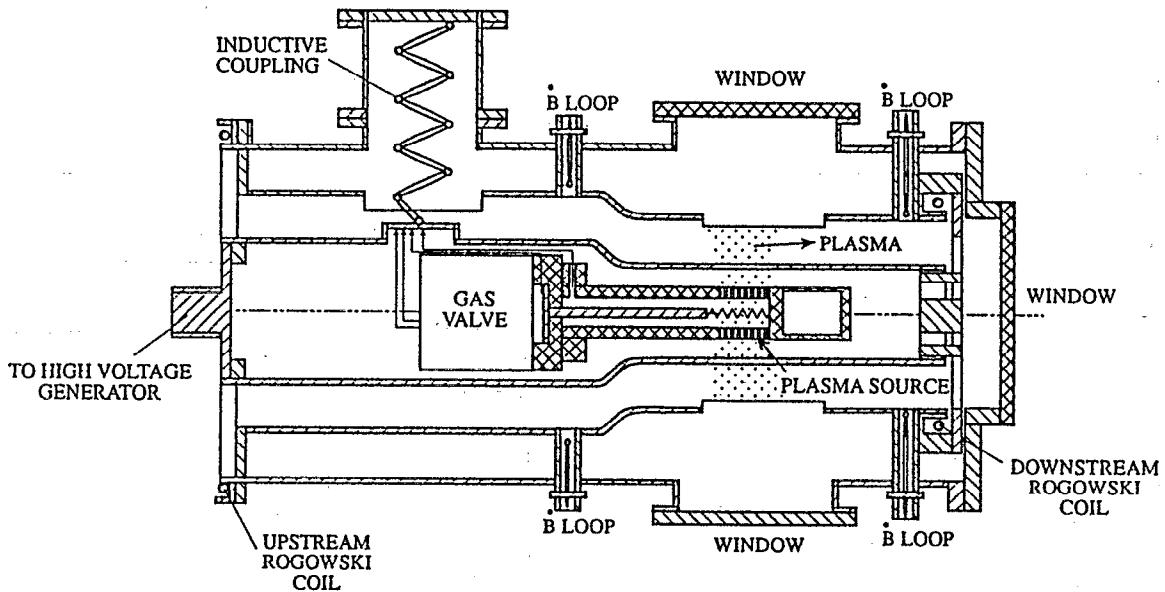 INDUCTIVE
COUPLING
WINDOW
Ḃ LOOP
Ḃ LOOP
PLASMA
GAS
VALVE
WINDOW
TO HIGH VOLTAGE
GENERATOR
PLASMA SOURCE
DOWNSTREAM
ROGOWSKI
COIL
Ḃ LOOP
WINDOW
Ḃ LOOP
UPSTREAM
ROGOWSKI
COIL